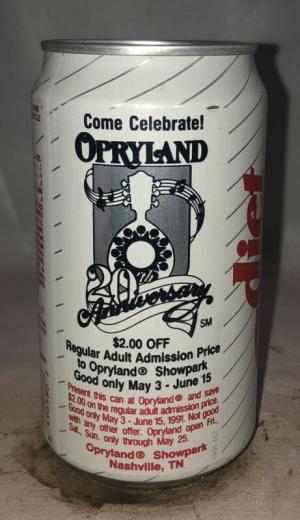 Come Celebrate!
OPRYLAND
20th
Anniversary
SM
$2.00 OFF
Regular Adult Admission Price
to Opryland® Showpark
Good only May 3 - June 15
Present this can at Opryland® and save
$2.00 on the regular adult admission price.
Good only May 3 - June 15, 1991. Not good
with any other offer. Opryland open Fri.,
Sat., Sun. only through May 25.
Opryland® Showpark
Nashville, TN
diet